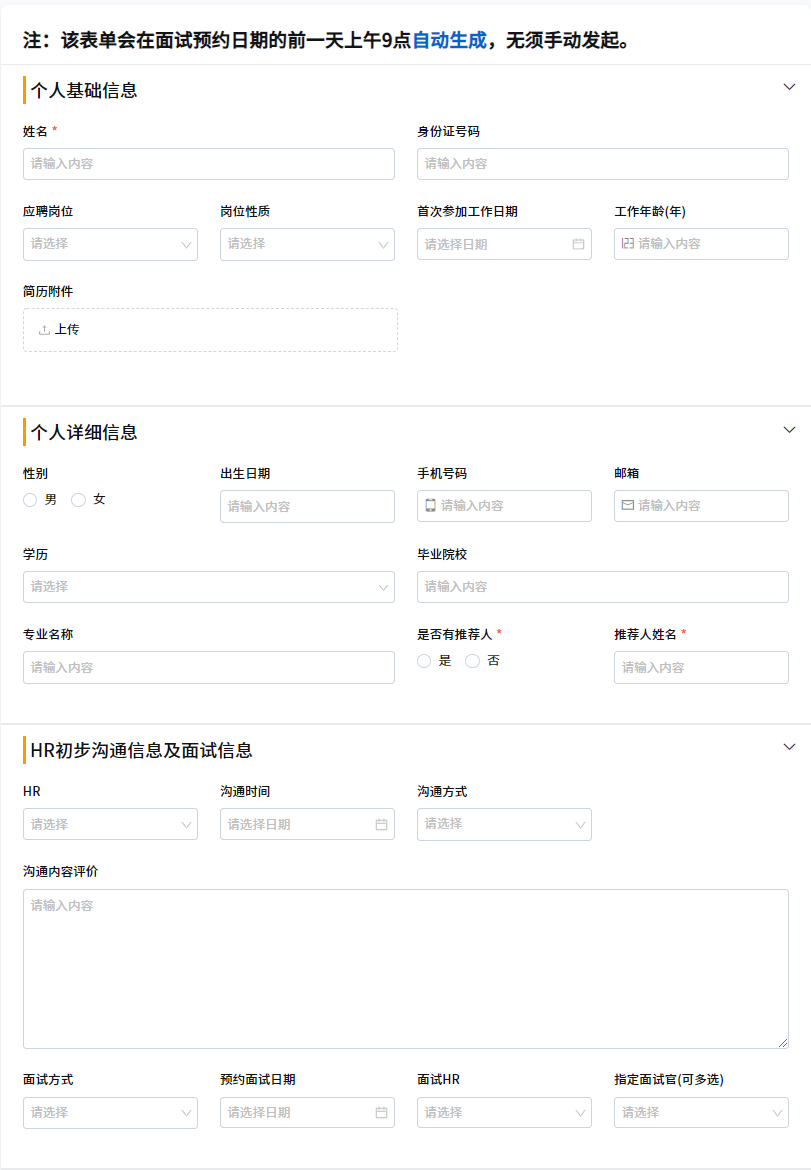 注：该表单会在面试预约日期的前一天上午9点自动生成，无须手动发起。
个人基础信息
姓名 * 身份证号码
请输入内容 请输入内容
应聘岗位 岗位性质 首次参加工作日期 工作年龄(年)
请选择 请选择 请选择日期 123 请输入内容
简历附件
上传
个人详细信息
性别 出生日期 手机号码 邮箱
男 女 请输入内容 请输入内容 请输入内容
学历 毕业院校
请选择 请输入内容
专业名称 是否有推荐人 * 推荐人姓名 *
请输入内容 是 否 请输入内容
HR初步沟通信息及面试信息
HR 沟通时间 沟通方式
请选择 请选择日期 请选择
沟通内容评价
请输入内容
面试方式 预约面试日期 面试HR 指定面试官(可多选)
请选择 请选择日期 请选择 请选择